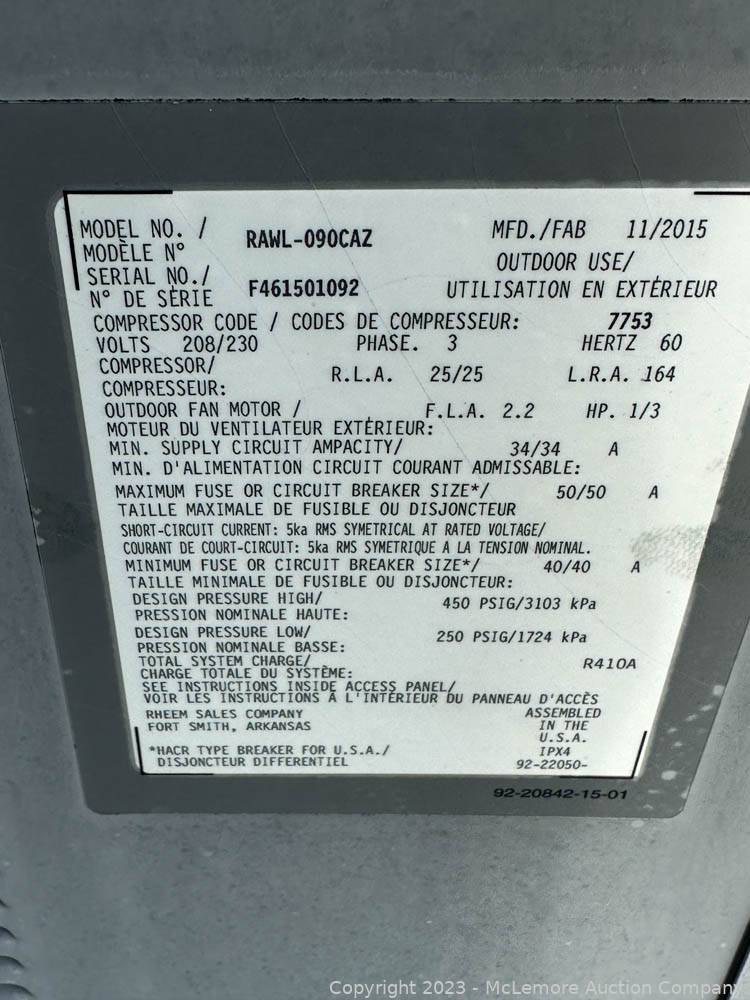 MODEL NO. / RAWL-090CAZ MFD./FAB 11/2015
MODÈLE N°
SERIAL NO./ F461501092 OUTDOOR USE/
N° DE SÉRIE UTILISATION EN EXTÉRIEUR
COMPRESSOR CODE / CODES DE COMPRESSEUR: 7753
VOLTS 208/230 PHASE. 3 HERTZ 60
COMPRESSOR/ R.L.A. 25/25 L.R.A. 164
COMPRESSEUR:
OUTDOOR FAN MOTOR / F.L.A. 2.2 HP. 1/3
MOTEUR DU VENTILATEUR EXTÉRIEUR:
MIN. SUPPLY CIRCUIT AMPACITY/ 34/34 A
MIN. D'ALIMENTATION CIRCUIT COURANT ADMISSABLE:
MAXIMUM FUSE OR CIRCUIT BREAKER SIZE*/ 50/50 A
TAILLE MAXIMALE DE FUSIBLE OU DISJONCTEUR
SHORT-CIRCUIT CURRENT: 5ka RMS SYMETRICAL AT RATED VOLTAGE/
COURANT DE COURT-CIRCUIT: 5ka RMS SYMETRIQUE A LA TENSION NOMINAL.
MINIMUM FUSE OR CIRCUIT BREAKER SIZE*/ 40/40 A
TAILLE MINIMALE DE FUSIBLE OU DISJONCTEUR:
DESIGN PRESSURE HIGH/ 450 PSIG/3103 kPa
PRESSION NOMINALE HAUTE:
DESIGN PRESSURE LOW/ 250 PSIG/1724 kPa
PRESSION NOMINALE BASSE:
TOTAL SYSTEM CHARGE/ R410A
CHARGE TOTALE DU SYSTÈME:
SEE INSTRUCTIONS INSIDE ACCESS PANEL/
VOIR LES INSTRUCTIONS À L'INTÉRIEUR DU PANNEAU D'ACCÈS
RHEEM SALES COMPANY ASSEMBLED
FORT SMITH, ARKANSAS IN THE
U.S.A.
*HACR TYPE BREAKER FOR U.S.A./ IPX4
DISJONCTEUR DIFFERENTIEL 92-22050-
92-20842-15-01
Copyright 2023 - McLemore Auction Company